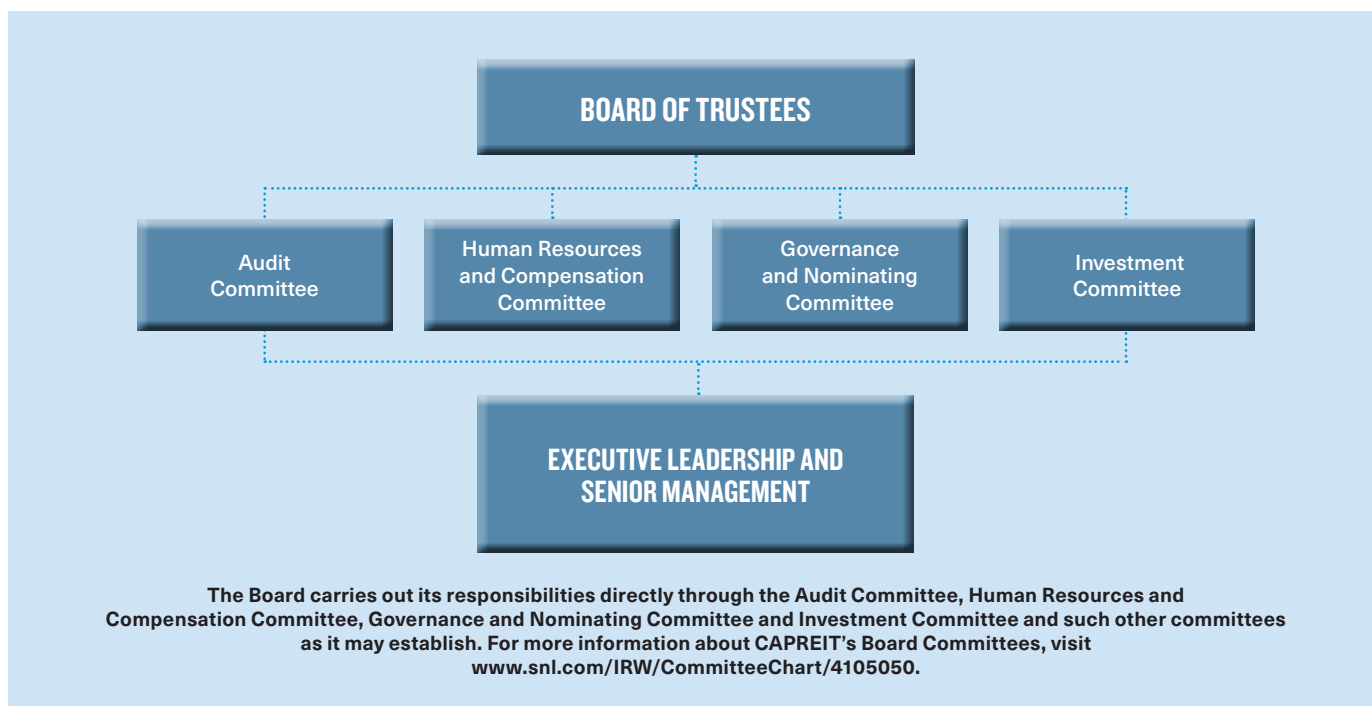 BOARD OF TRUSTEES
Audit
Committee
Human Resources
and Compensation
Committee
Governance
and Nominating
Committee
Investment
Committee
EXECUTIVE LEADERSHIP AND
SENIOR MANAGEMENT
The Board carries out its responsibilities directly through the Audit Committee, Human Resources and
Compensation Committee, Governance and Nominating Committee and Investment Committee and such other committees
as it may establish. For more information about CAPREIT’s Board Committees, visit
www.snl.com/IRW/CommitteeChart/4105050.